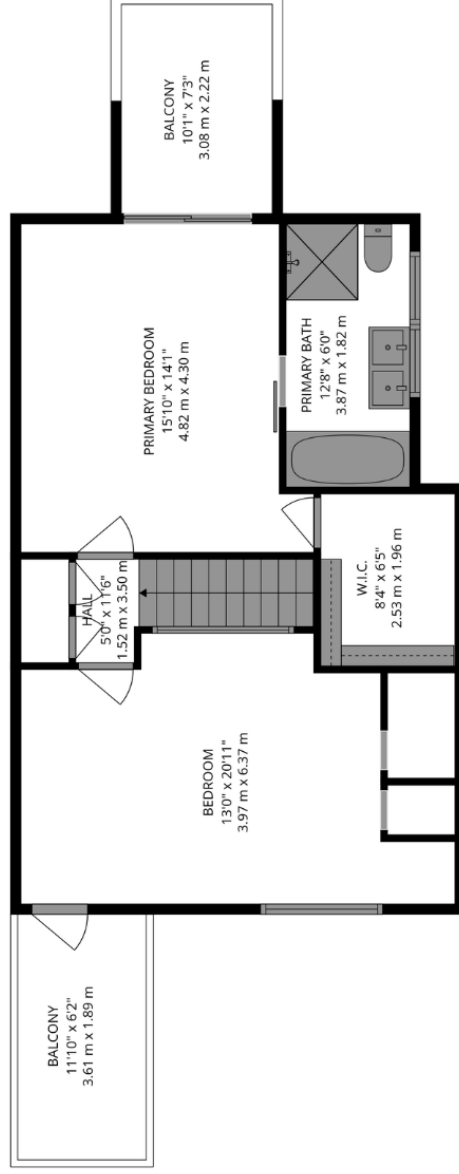 BALCONY
10'1" x 7'3"
3.08 m x 2.22 m
PRIMARY BEDROOM
15'10" x 14'1"
4.82 m x 4.30 m
PRIMARY BATH
12'8" x 6'0"
3.87 m x 1.82 m
HALL
5'0" x 11'6"
1.52 m x 3.50 m
W.I.C.
8'4" x 6'5"
2.53 m x 1.96 m
BEDROOM
13'0" x 20'11"
3.97 m x 6.37 m
BALCONY
11'10" x 6'2"
3.61 m x 1.89 m